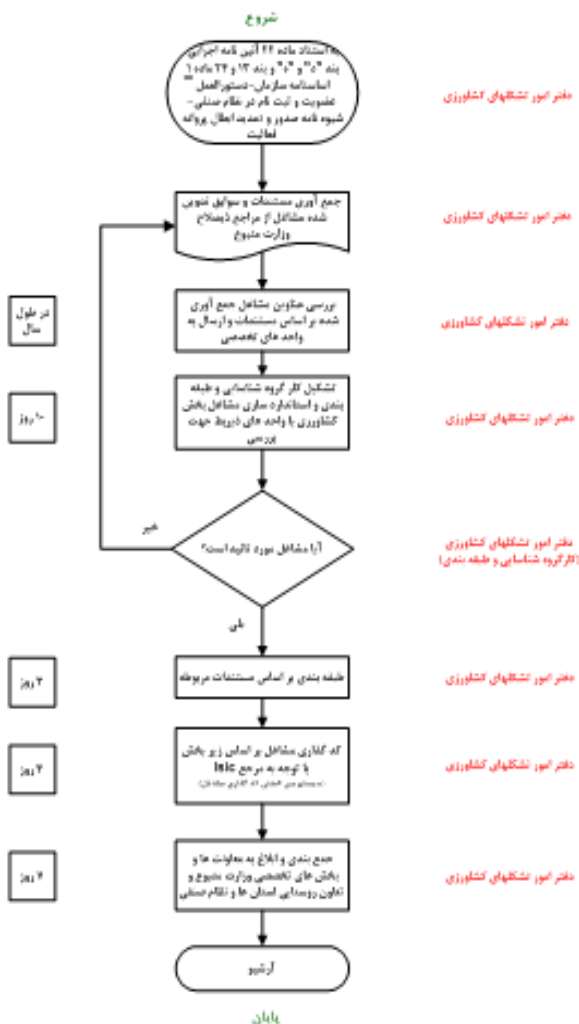 شروع
به استناد ماده ۲۲ آئین نامه اجرایی
بند "د" و "ه" و بند ۱۳ و ۲۴ ماده ۹
اساسنامه سازمان-دستورالعمل
عضویت و ثبت نام در نظام صنفی-
شیوه نامه صدور و تمدید ابطال پروانه
فعالیت
دفتر امور تشکلهای کشاورزی
جمع آوری مستندات و سوابق تدوین
شده مشاغل از مراجع ذیصلاح
وزارت متبوع
دفتر امور تشکلهای کشاورزی
در طول
سال
بررسی عناوین مشاغل جمع آوری
شده بر اساس مستندات و ارسال به
واحد های تخصصی
دفتر امور تشکلهای کشاورزی
۱۰ روز
تشکیل کار گروه شناسایی و طبقه
بندی و استاندارد سازی مشاغل بخش
کشاورزی با واحد های ذیربط جهت
بررسی
دفتر امور تشکلهای کشاورزی
خیر
آیا مشاغل مورد تائید است؟
دفتر امور تشکلهای کشاورزی
(کارگروه شناسایی و طبقه بندی)
بلی
۲ روز
طبقه بندی بر اساس مستندات مربوطه
دفتر امور تشکلهای کشاورزی
۲ روز
کد گذاری مشاغل بر اساس زیر بخش
با توجه به مرجع isic
دفتر امور تشکلهای کشاورزی
۷ روز
جمع بندی و ابلاغ به معاونت ها و
بخش های تخصصی وزارت متبوع و
تعاون روستایی استان ها و نظام صنفی
دفتر امور تشکلهای کشاورزی
آرشیو
پایان